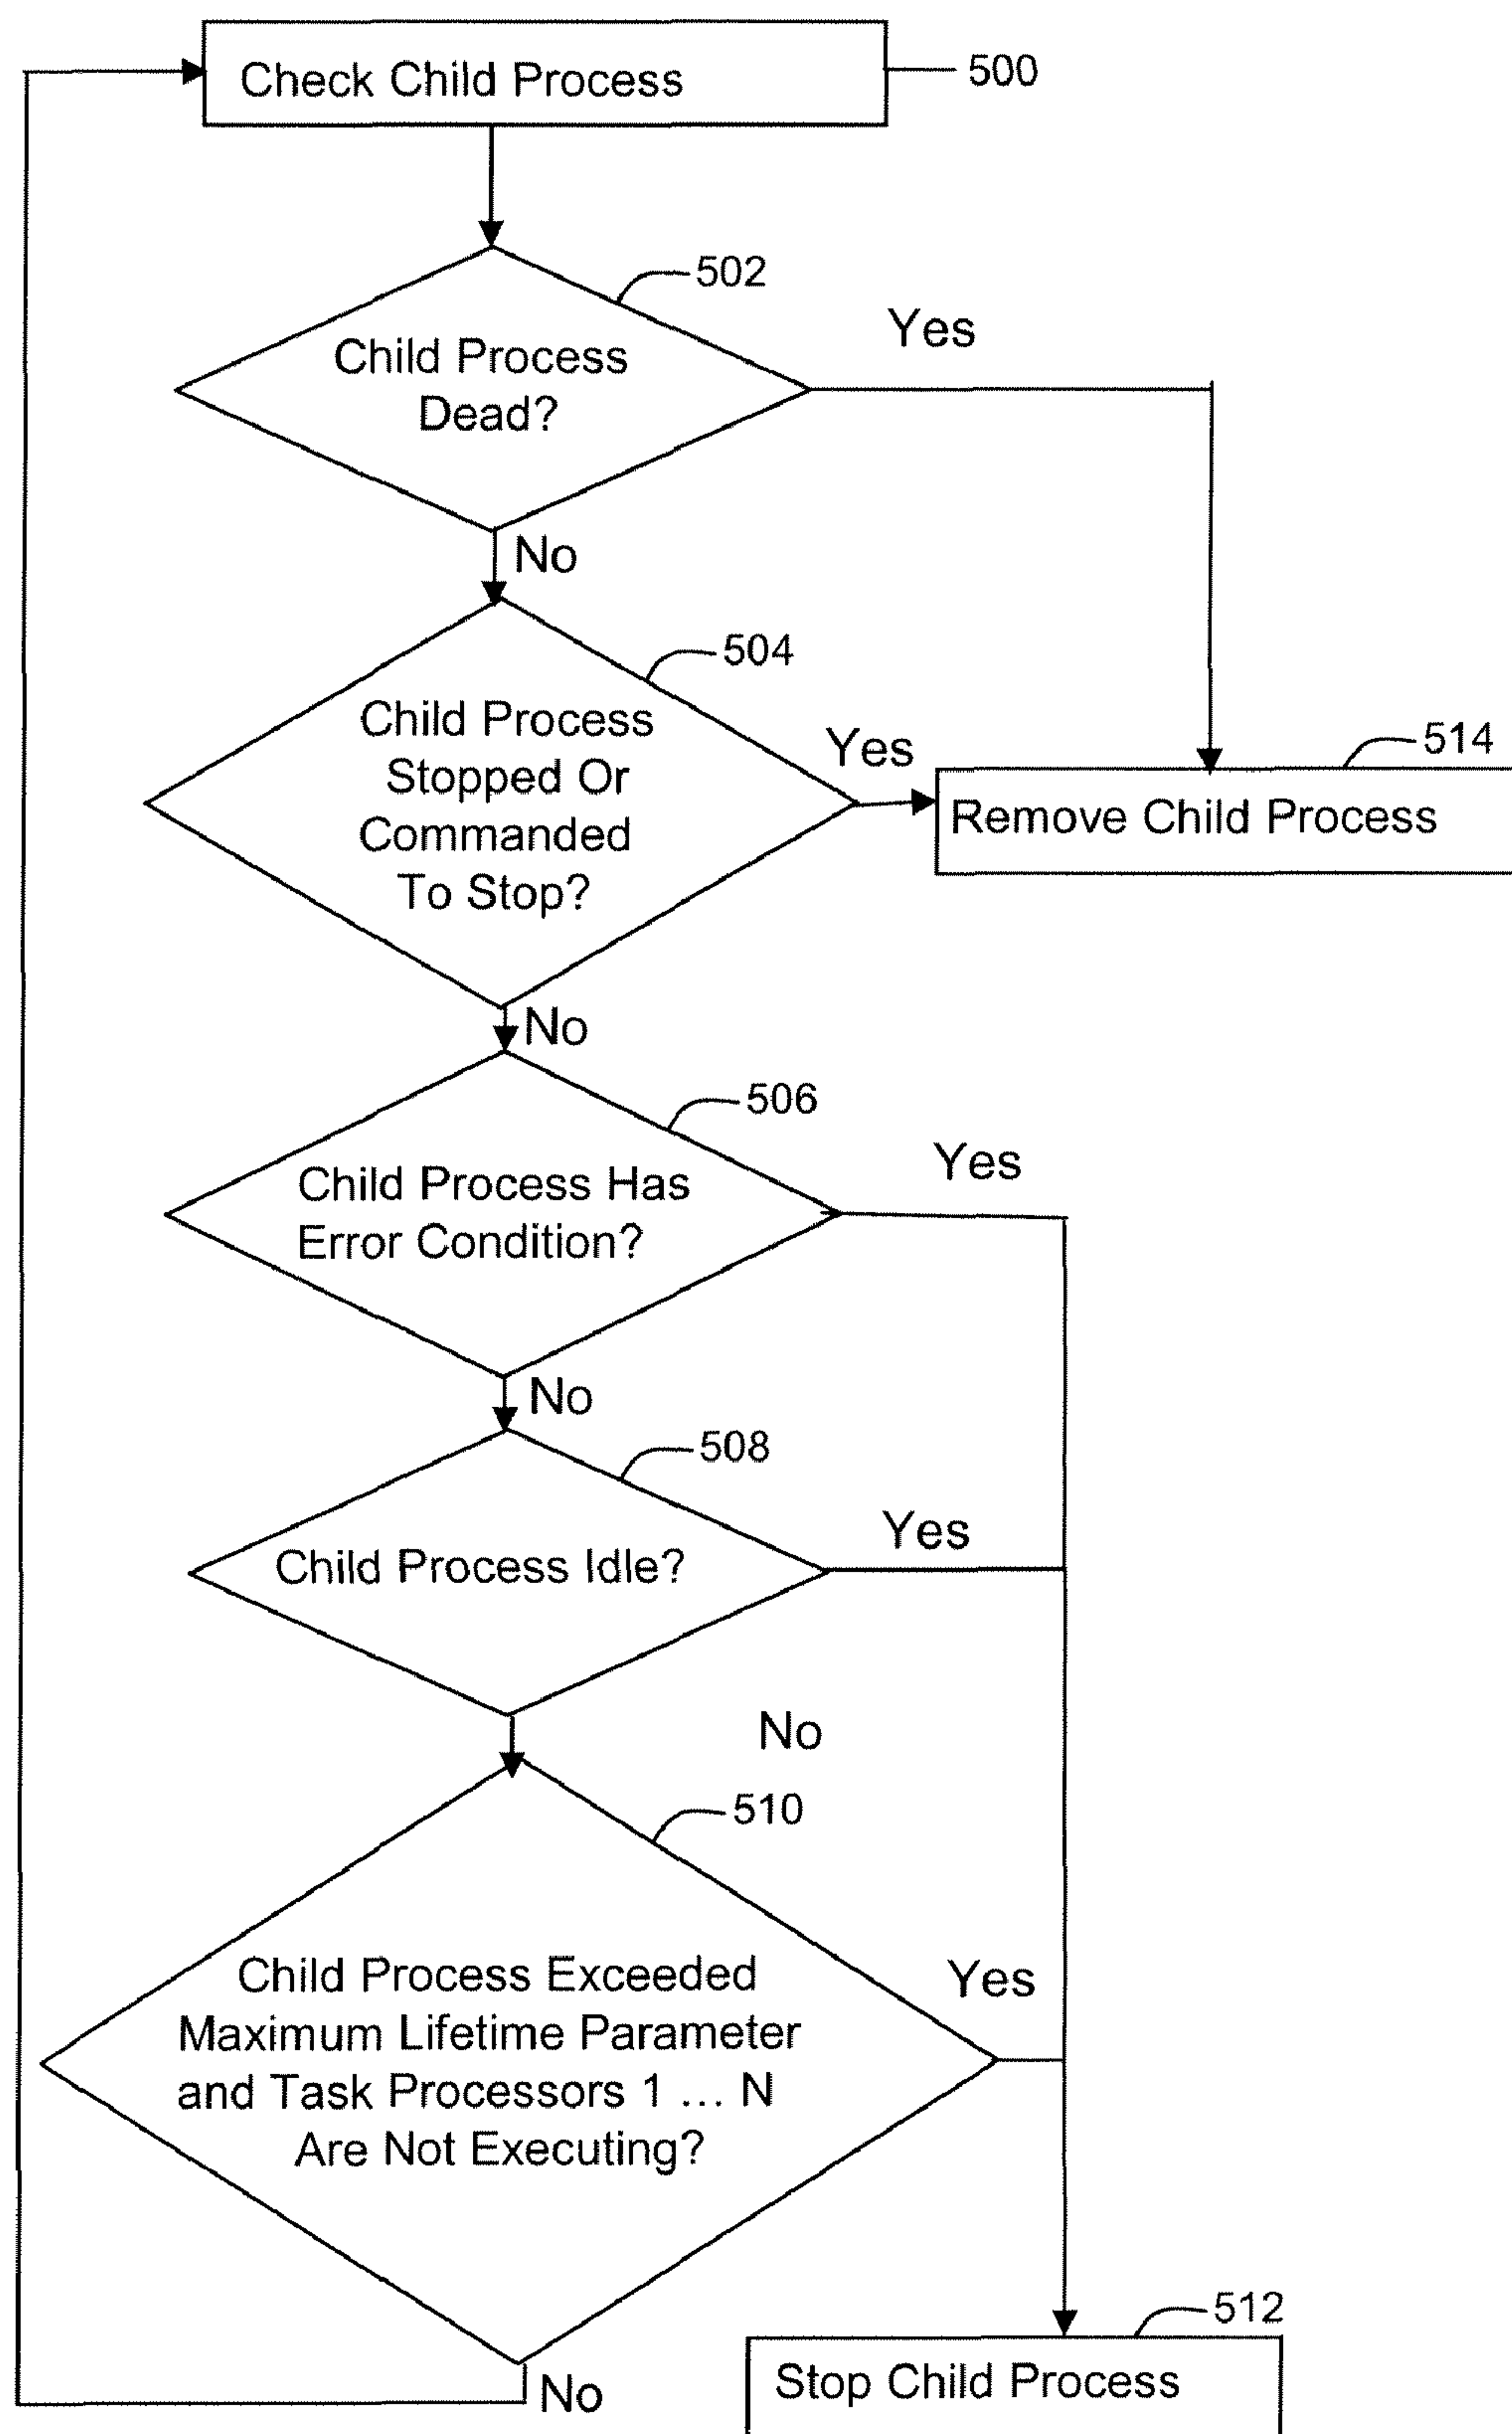 Check Child Process
500
502
Yes
Child Process
Dead?
No
504
Child Process
Stopped Or
Commanded
To Stop?
Yes
514
Remove Child Process
No
506
Yes
Child Process Has
Error Condition?
No
508
Yes
Child Process Idle?
No
510
Child Process Exceeded
Maximum Lifetime Parameter
and Task Processors 1 ... N
Are Not Executing?
Yes
512
Stop Child Process
No